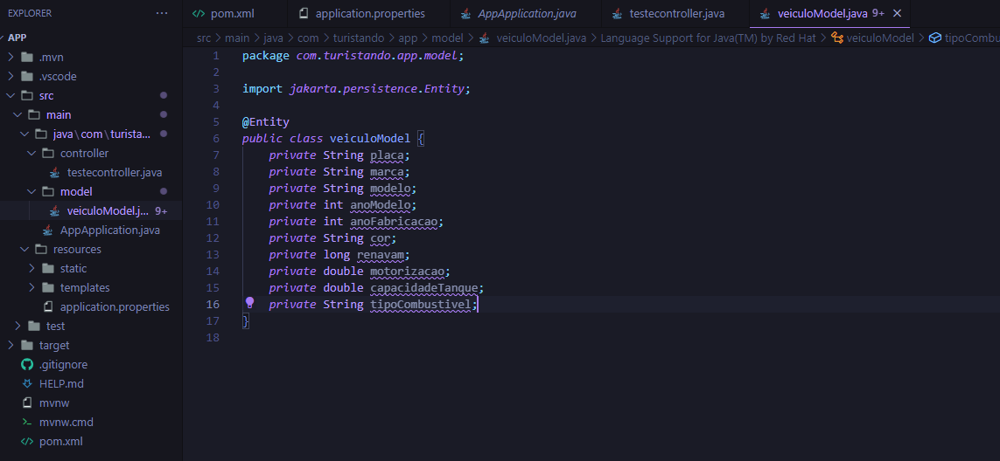 EXPLORER ...
APP
.mvn
.vscode
src
main
java\com\turista...
controller
testecontroller.java
model
veiculoModel.j... 9+
AppApplication.java
resources
static
templates
application.properties
test
target
.gitignore
HELP.md
mvnw
mvnw.cmd
pom.xml
pom.xml application.properties AppApplication.java testecontroller.java veiculoModel.java 9+
src > main > java > com > turistando > app > model > veiculoModel.java > Language Support for Java(TM) by Red Hat > veiculoModel > tipoCombu
1 package com.turistando.app.model;
2
3 import jakarta.persistence.Entity;
4
5 @Entity
6 public class veiculoModel {
7 private String placa;
8 private String marca;
9 private String modelo;
10 private int anoModelo;
11 private int anoFabricacao;
12 private String cor;
13 private long renavam;
14 private double motorizacao;
15 private double capacidadeTanque;
16 private String tipoCombustivel;
17 }
18